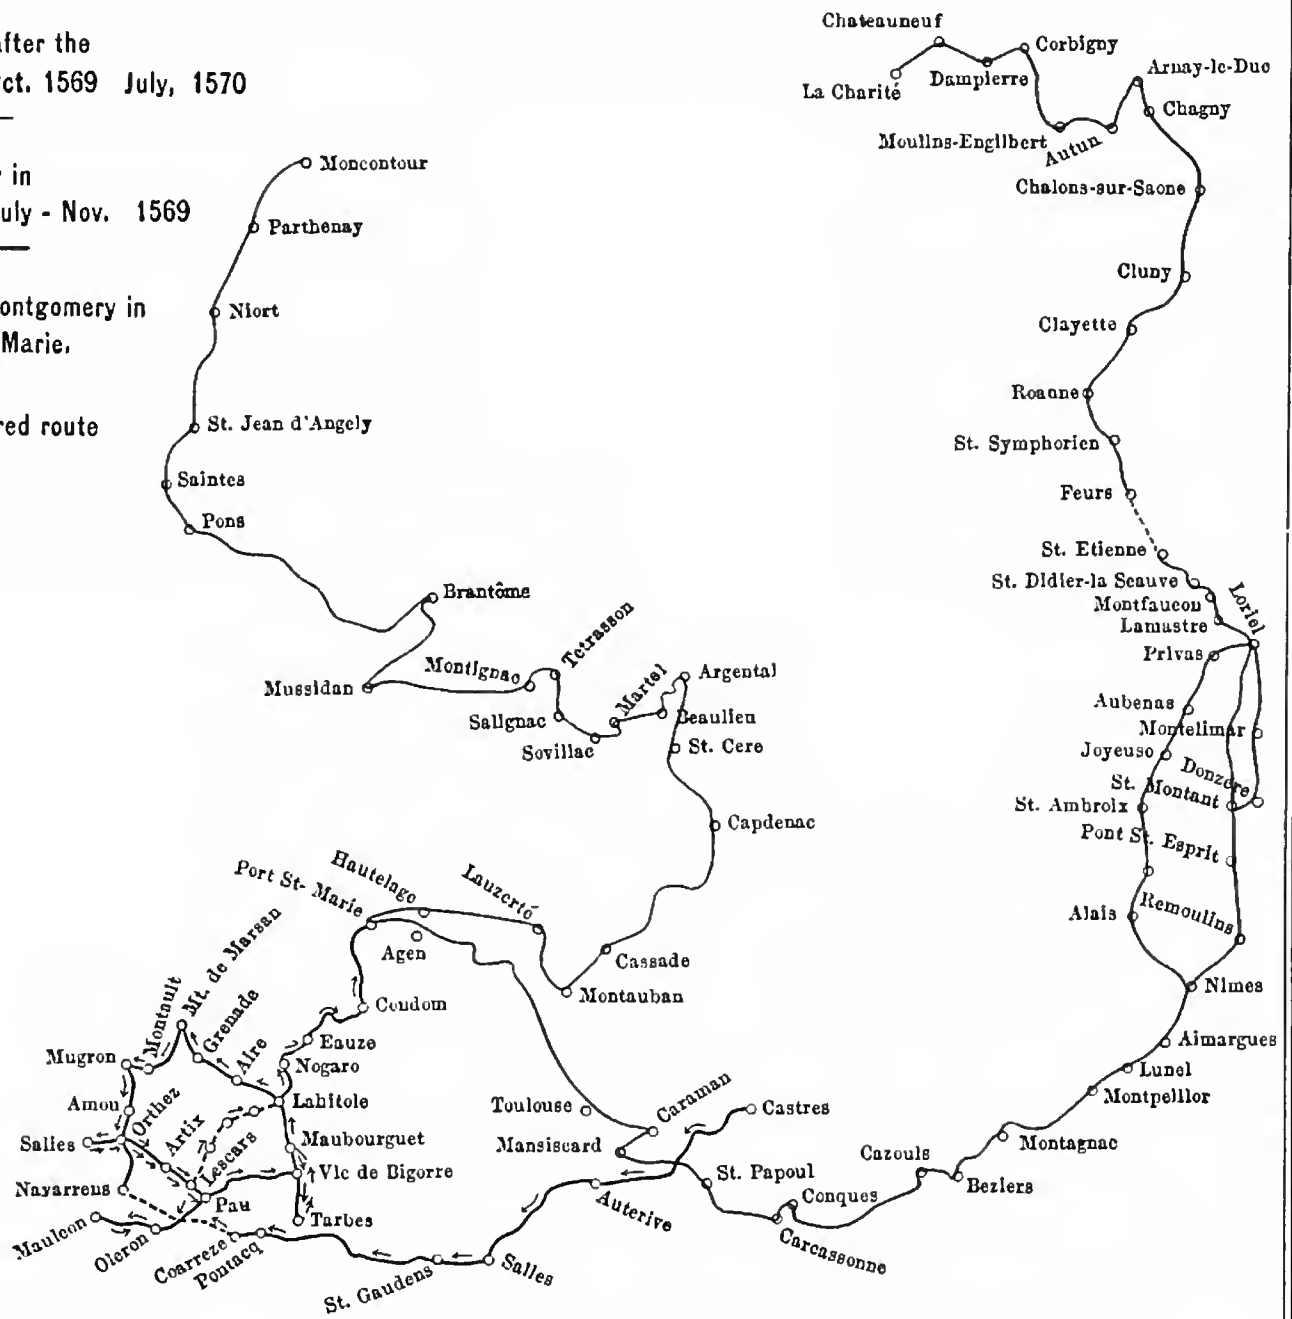 after the
ct. 1569 July, 1570
in
uly - Nov. 1569
ontgomery in
Marie.
red route
Chateauneuf
Corbigny
Dampierre
La Charité
Arnay-le-Duc
Chagny
Moulins-Engilbert
Autun
Chalons-sur-Saone
Cluny
Clayette
Roanne
St. Symphorien
Feurs
St. Etienne
St. Didier-la Seauve
Montfaucon
Lamastre
Loriel
Privas
Aubenas
Montelimar
Joyeuso
Donzere
St. Montant
St. Ambroix
Pont St. Esprit
Alais
Remoulins
Nimes
Aimargues
Lunel
Montpelllor
Montagnac
Beziers
Cazouls
Conques
Carcassonne
St. Papoul
Moncontour
Parthenay
Niort
St. Jean d'Angely
Saintes
Pons
Brantôme
Mussidan
Montignac
Tetrasson
Salignac
Sovillac
Martel
Beaulieu
Argental
St. Cere
Capdenac
Cassade
Montauban
Lauzerté
Hautelage
Port St- Marie
Agen
Coudom
Eauze
Nogaro
Lahitole
Maubourguet
Vic de Bigorre
Tarbes
Mt. de Marsan
Grenade
Aire
Montault
Mugron
Amou
Orthez
Artix
Lescars
Salies
Navarrens
Pau
Mauleon
Oleron
Coarreze
Pontacq
St. Gaudens
Salles
Auterive
Toulouse
Caraman
Castres
Mansiscard